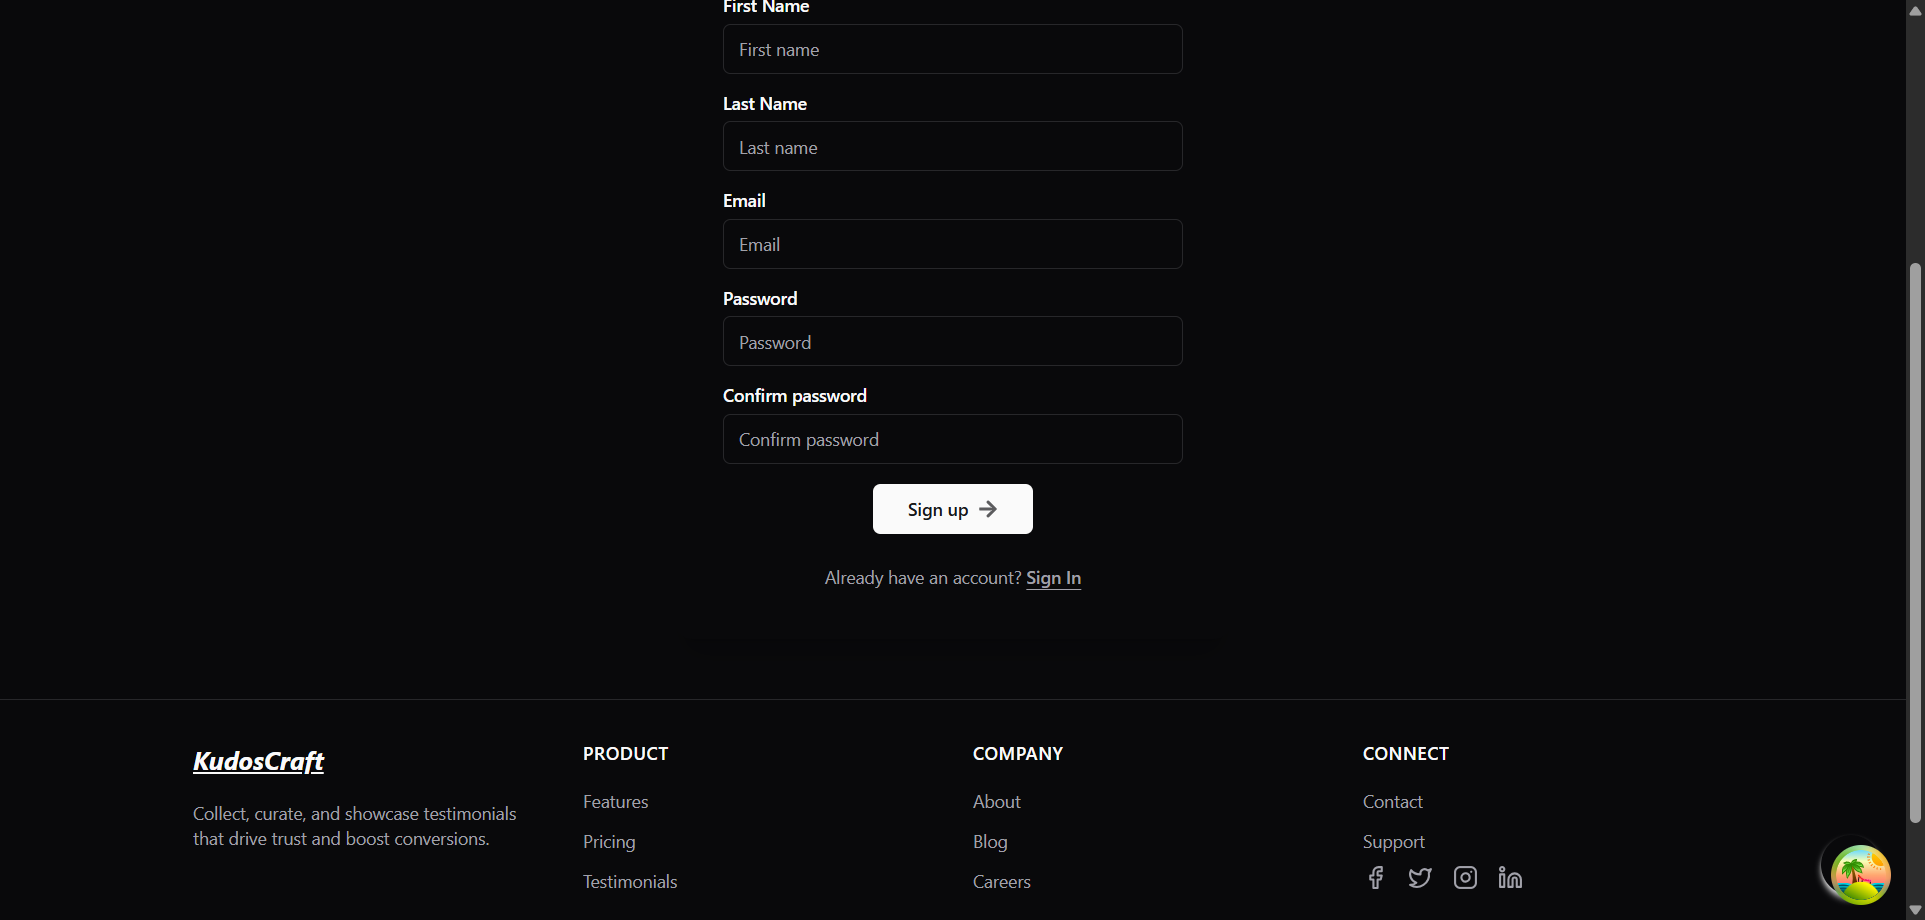 First Name
First name
Last Name
Last name
Email
Email
Password
Password
Confirm password
Confirm password
Sign up
Already have an account? Sign In
KudosCraft
Collect, curate, and showcase testimonials
that drive trust and boost conversions.
PRODUCT
Features
Pricing
Testimonials
COMPANY
About
Blog
Careers
CONNECT
Contact
Support